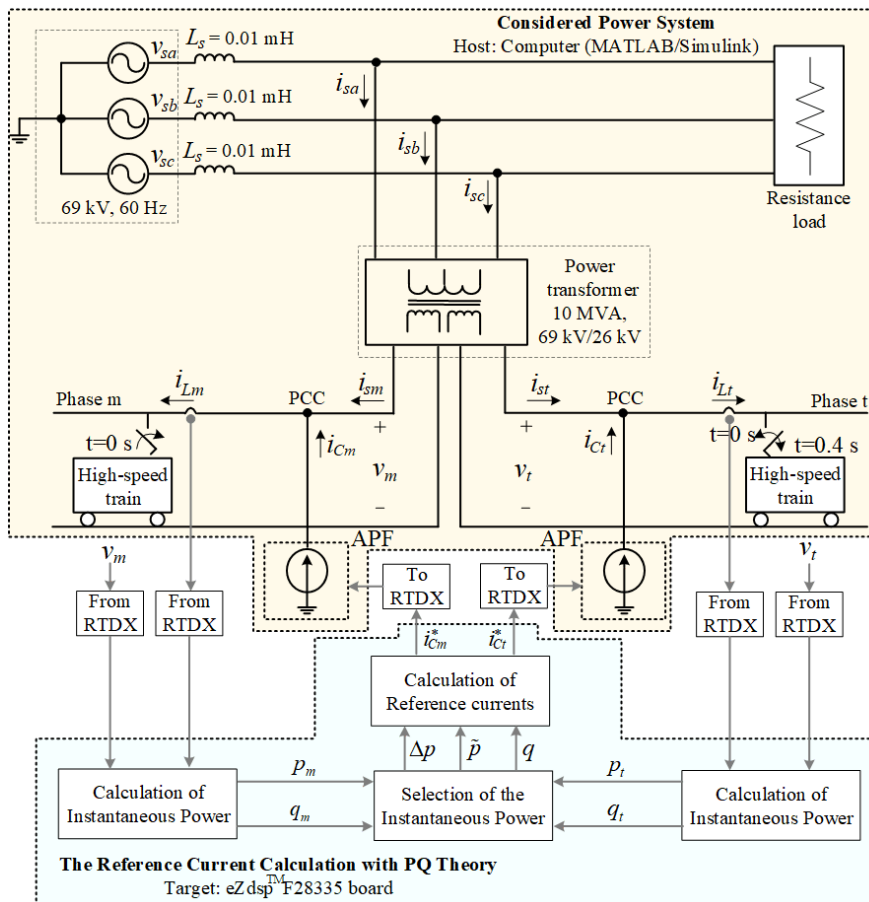 Considered Power System
Host: Computer (MATLAB/Simulink)
v_sa
L_s = 0.01 mH
v_sb
L_s = 0.01 mH
v_sc
L_s = 0.01 mH
69 kV, 60 Hz
i_sa
i_sb
i_sc
Resistance
load
Power
transformer
10 MVA,
69 kV/26 kV
Phase m
i_Lm
PCC
i_sm
i_st
PCC
i_Lt
Phase t
t=0 s
i_Cm
+
v_m
−
+
v_t
−
i_Ct
t=0 s
t=0.4 s
High-speed
train
High-speed
train
APF
APF
v_m
v_t
From
RTDX
From
RTDX
To
RTDX
To
RTDX
From
RTDX
From
RTDX
i*_Cm
i*_Ct
Calculation of
Reference currents
Δp
p̃
q
Calculation of
Instantaneous Power
p_m
q_m
Selection of the
Instantaneous Power
p_t
q_t
Calculation of
Instantaneous Power
The Reference Current Calculation with PQ Theory
Target: eZdsp™F28335 board